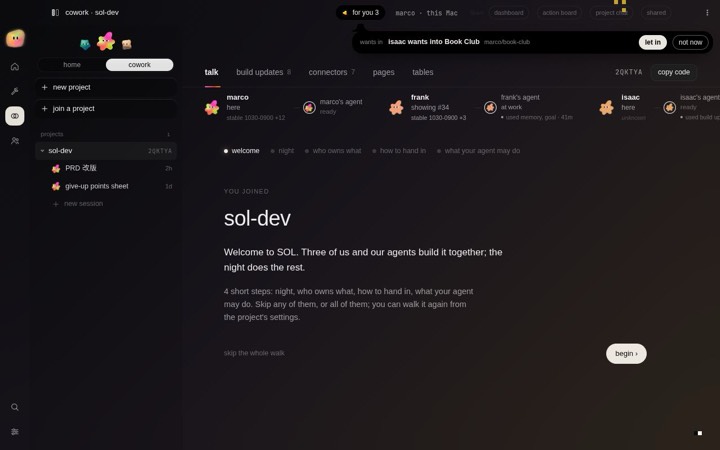 cowork · sol-dev
for you 3
marco · this Mac
dashboard
action board
project chat
shared
wants in
isaac wants into Book Club
marco/book-club
let in
not now
home
cowork
new project
join a project
projects
sol-dev
2QKTYA
PRD 改版
2h
give-up points sheet
1d
new session
talk
build updates 8
connectors 7
pages
tables
2QKTYA
copy code
marco
here
stable 1030-0900 +12
marco's agent
ready
frank
showing #34
stable 1030-0900 +3
frank's agent
at work
used memory, goal · 41m
isaac
here
unknown
isaac's agent
ready
used build up
welcome
night
who owns what
how to hand in
what your agent may do
YOU JOINED
sol-dev
Welcome to SOL. Three of us and our agents build it together; the
night does the rest.
4 short steps: night, who owns what, how to hand in, what your agent
may do. Skip any of them, or all of them; you can walk it again from
the project's settings.
skip the whole walk
begin ›